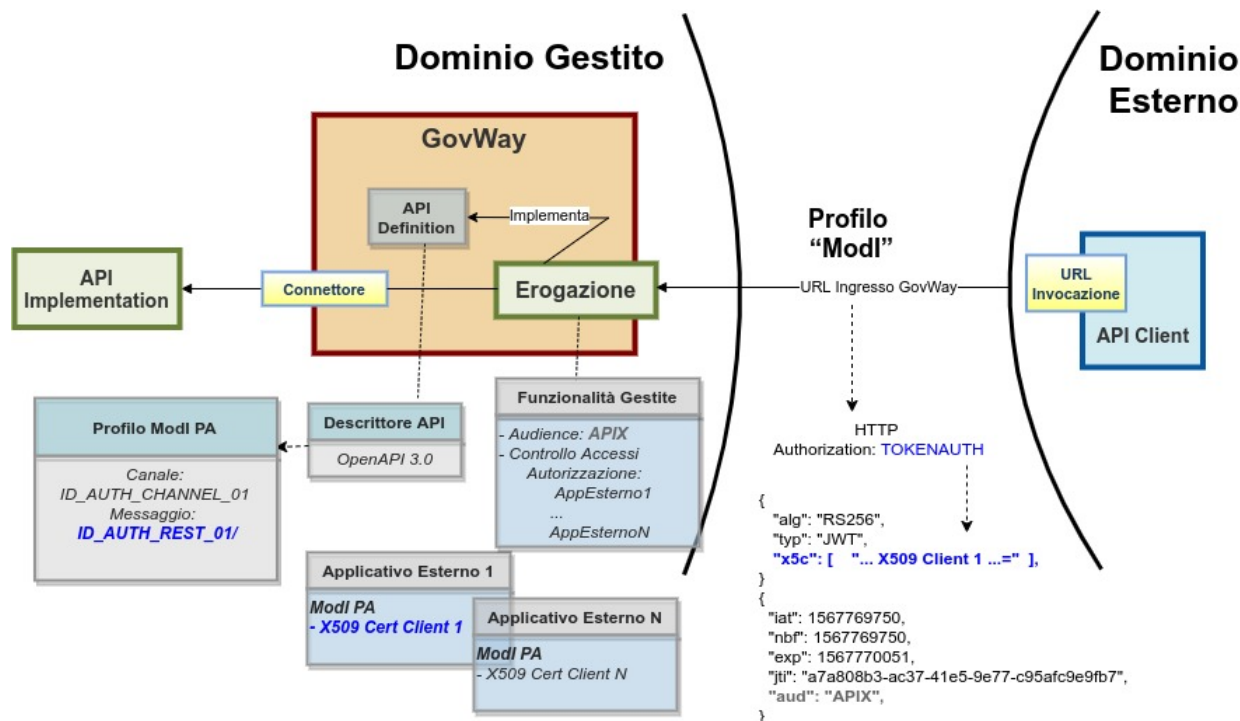 Dominio Gestito
Dominio
Esterno
GovWay
API
Definition
Implementa
Profilo
“ModI”
API
Implementation
Connettore
Erogazione
URL Ingresso GovWay
URL
Invocazione
API Client
Profilo ModI PA
Canale:
ID_AUTH_CHANNEL_01
Messaggio:
ID_AUTH_REST_01/
Descrittore API
OpenAPI 3.0
Funzionalità Gestite
- Audience: APIX
- Controllo Accessi
Autorizzazione:
AppEsterno1
...
AppEsternoN
Applicativo Esterno 1
ModI PA
- X509 Cert Client 1
Applicativo Esterno N
ModI PA
- X509 Cert Client N
HTTP
Authorization: TOKENAUTH
{
"alg": "RS256",
"typ": "JWT",
"x5c": [ "... X509 Client 1 ...=" ],
}
{
"iat": 1567769750,
"nbf": 1567769750,
"exp": 1567770051,
"jti": "a7a808b3-ac37-41e5-9e77-c95afc9e9fb7",
"aud": "APIX",
}